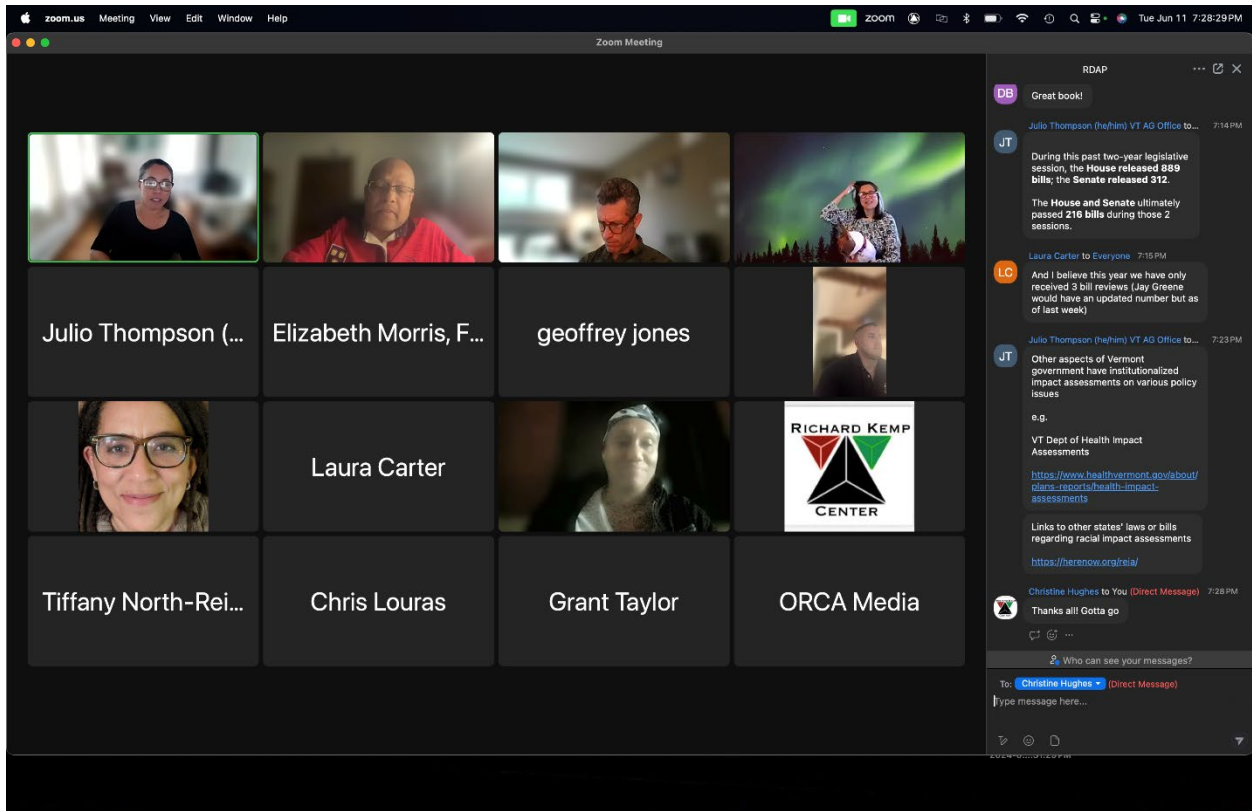 zoom.us Meeting View Edit Window Help
zoom
Tue Jun 11 7:28:29 PM
Zoom Meeting
RDAP
DB
Great book!
Julio Thompson (he/him) VT AG Office to... 7:14 PM
JT
During this past two-year legislative
session, the House released 889
bills; the Senate released 312.
The House and Senate ultimately
passed 216 bills during those 2
sessions.
Laura Carter to Everyone 7:15 PM
LC
And I believe this year we have only
received 3 bill reviews (Jay Greene
would have an updated number but as
of last week)
Julio Thompson (he/him) VT AG Office to... 7:23 PM
JT
Other aspects of Vermont
government have institutionalized
impact assessments on various policy
issues
e.g.
VT Dept of Health Impact
Assessments
https://www.healthvermont.gov/about/
plans-reports/health-impact-
assessments
Links to other states' laws or bills
regarding racial impact assessments
https://herenow.org/reia/
Christine Hughes to You (Direct Message) 7:28 PM
Thanks all! Gotta go
Who can see your messages?
To: Christine Hughes (Direct Message)
Type message here...
Julio Thompson (...
Elizabeth Morris, F...
geoffrey jones
Laura Carter
RICHARD KEMP
CENTER
Tiffany North-Rei...
Chris Louras
Grant Taylor
ORCA Media